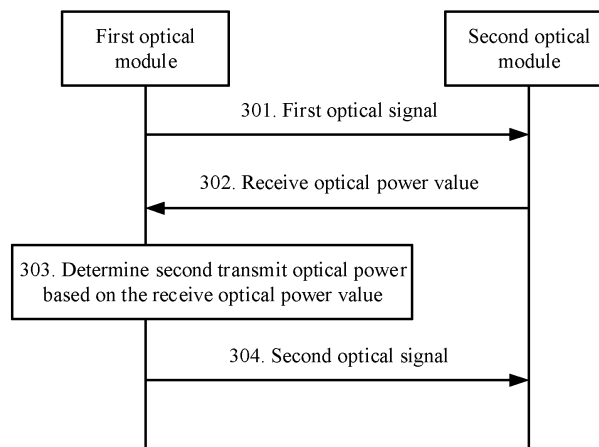 First optical
module
Second optical
module
301. First optical signal
302. Receive optical power value
303. Determine second transmit optical power
based on the receive optical power value
304. Second optical signal